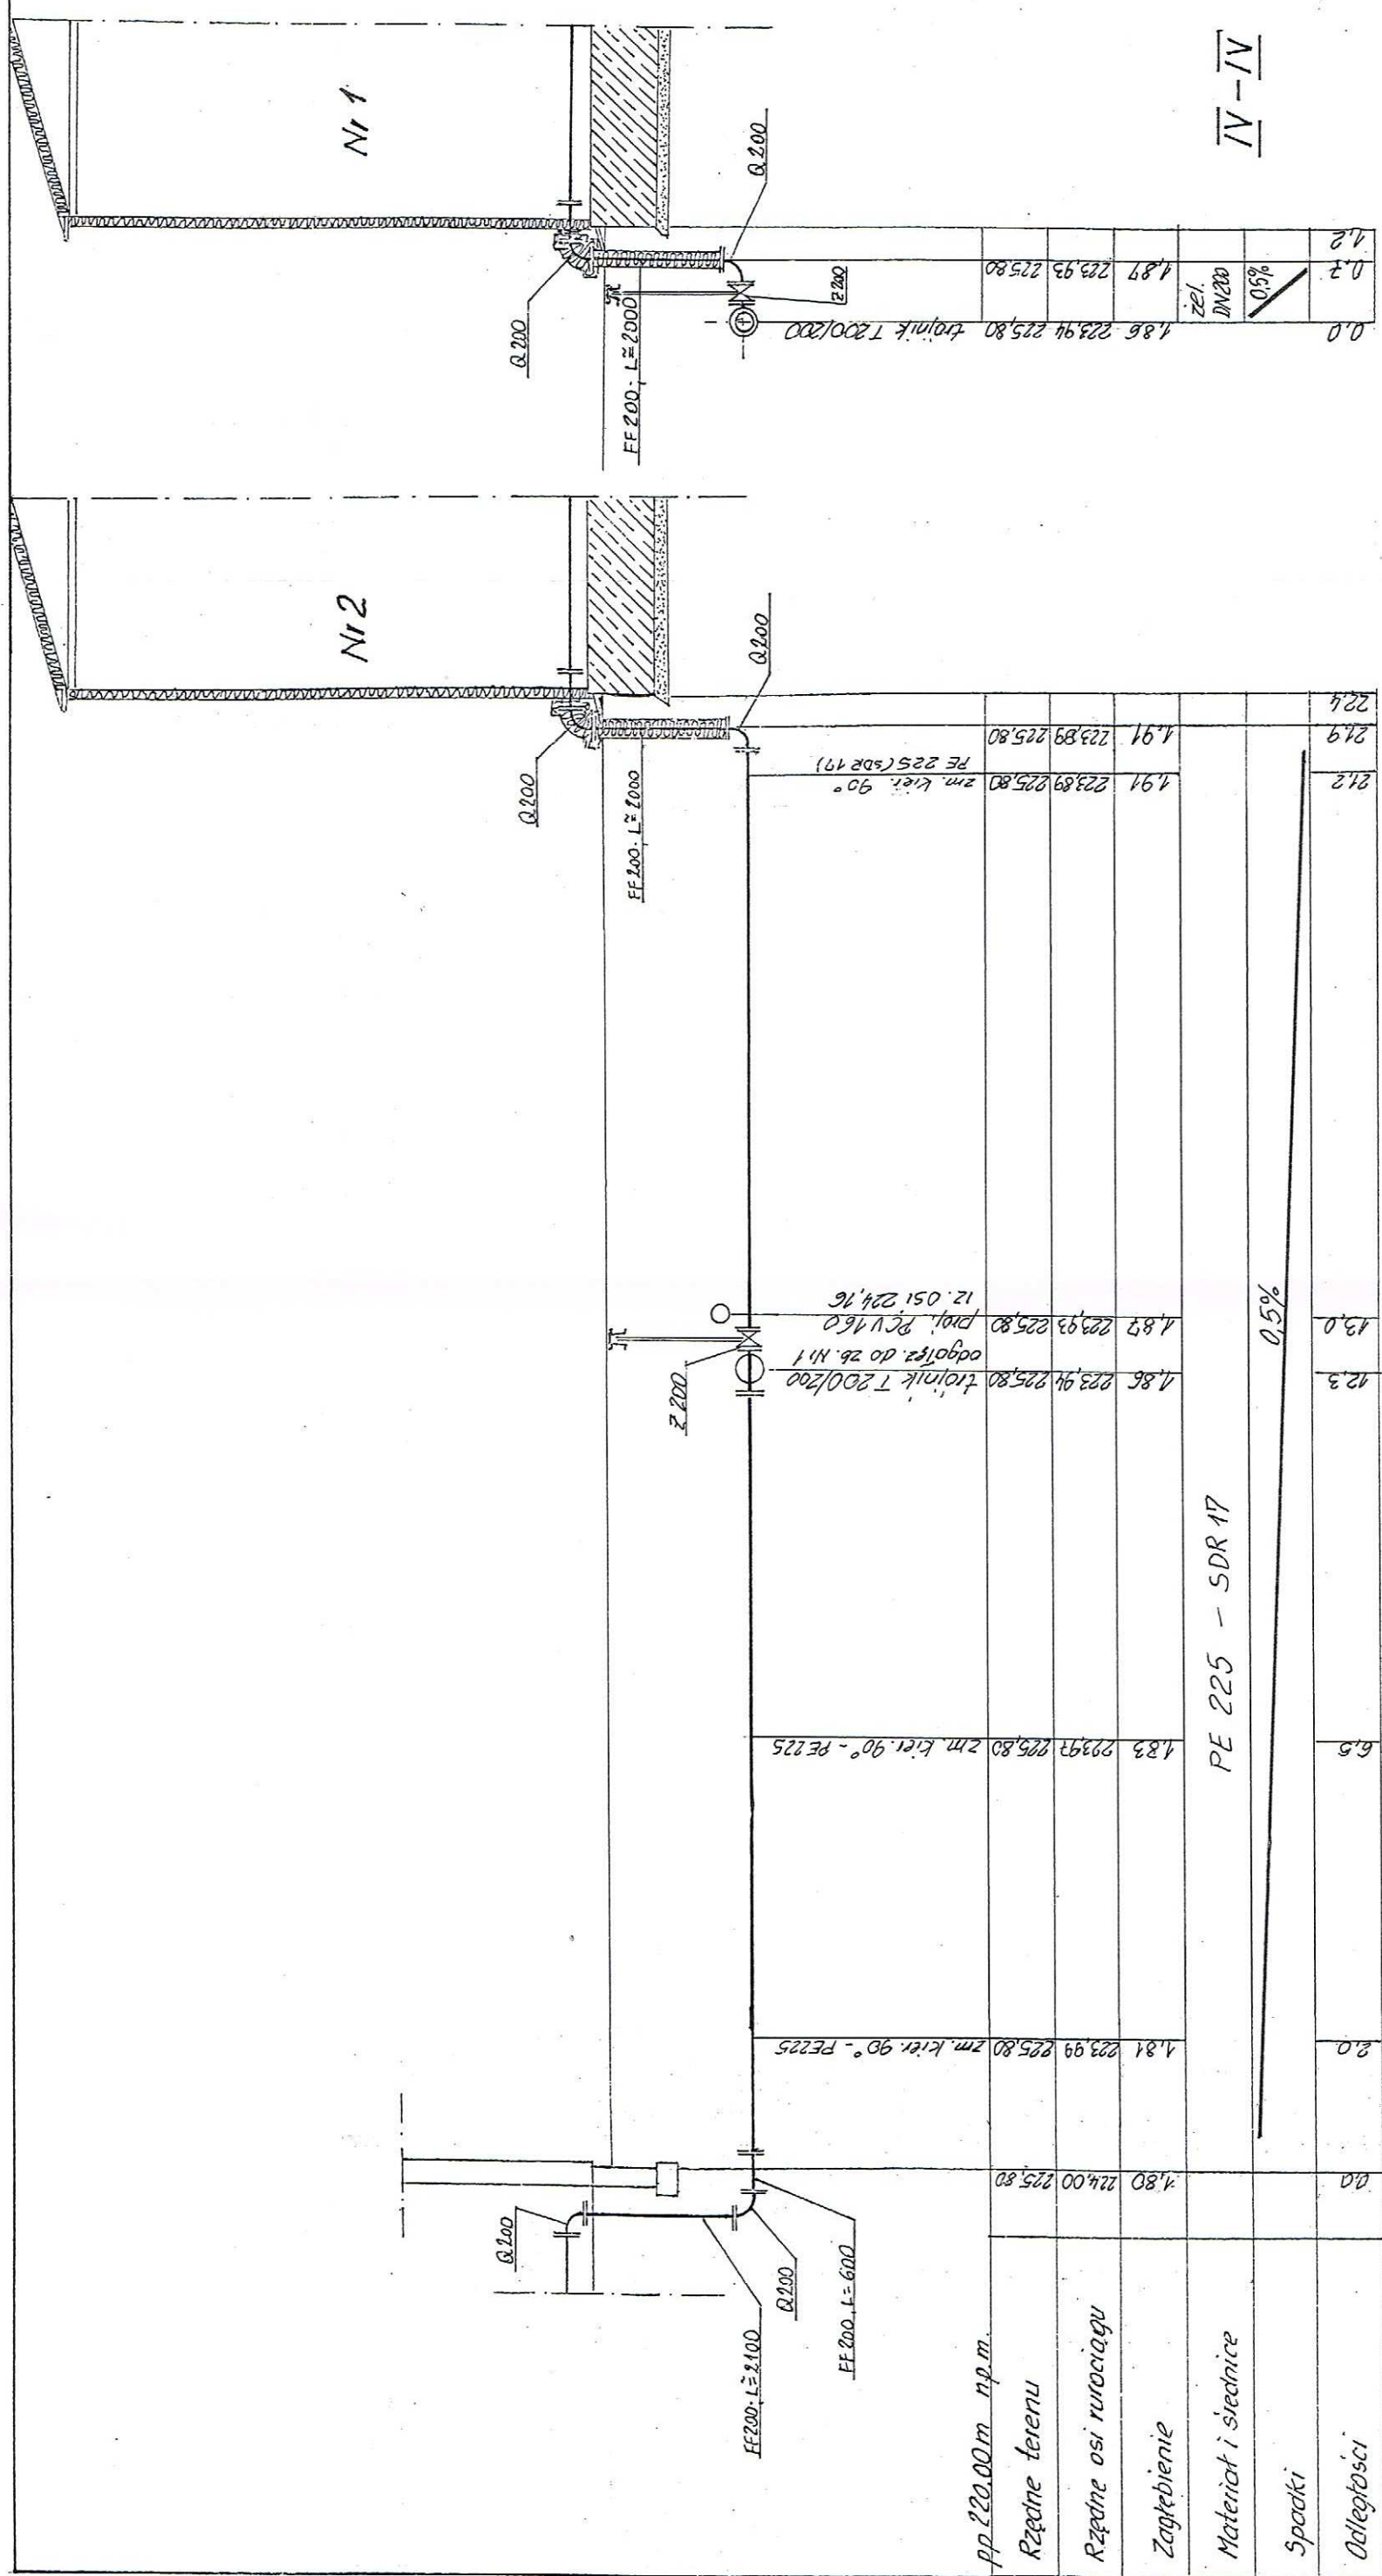 Nr 1
Nr 2
IV-IV
Q200
Q200
FF200; L≅2000
Q200
Z200
trójnik T200/200
Q200
FF200; L≅2000
Q200
Z200
Q200
FF200; L≅2100
Q200
FF200, L=600
zm. kier. 90° - PE225
zm. kier. 90° - PE225
trójnik T200/200
odgałęz. do zb. Nr 1
proj. PCV160
rz. osi 224,16
zm. kier. 90°
PE 225 (SDR 17)
pp 220,00m n.p.m.
Rzędne terenu
225,80 225,80 225,80 225,80 225,80 225,80 225,80 225,80 225,80
Rzędne osi rurociągu
224,00 223,99 223,97 223,94 223,93 223,89 223,89 223,94 223,93
Zagłębienie
1,80 1,81 1,83 1,86 1,87 1,91 1,91 1,86 1,87
Materiał i średnice
PE 225 - SDR 17
żel.
DN200
Spadki
0,5% 0,5%
Odległości
0,0 2,0 6,5 12,3 13,0 21,2 21,9 22,4 0,0 0,7 1,2